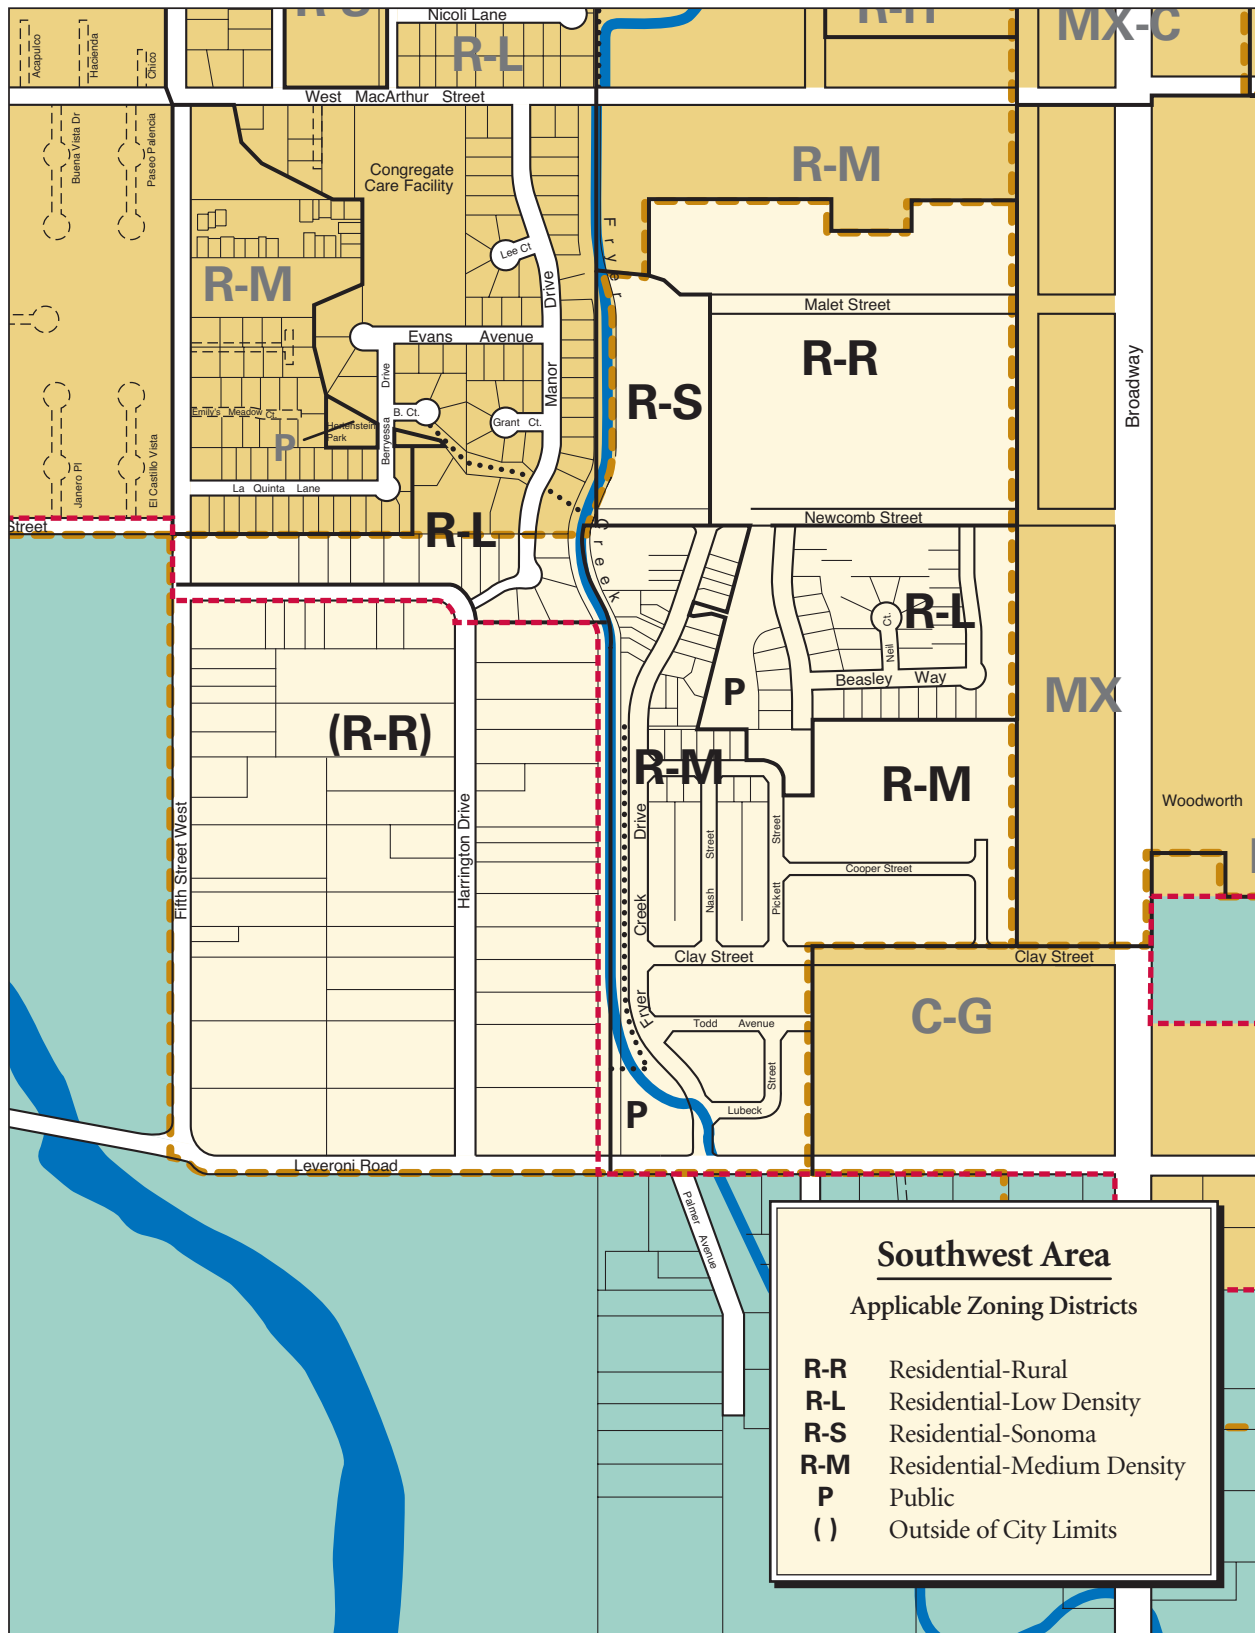 R-S
Nicoli Lane
R-H
MX-C
Acapulco
Hacienda
Chico
R-L
West MacArthur Street
Buena Vista Dr
Paseo Palencia
Congregate
Care Facility
R-M
Fryer
Lee Ct
R-M
Drive
Malet Street
Evans Avenue
R-R
Broadway
Drive
Manor
R-S
Emily's Meadow Ct.
B. Ct.
Grant Ct.
Hertenstein
Park
P
Berryessa
Janero Pl
El Castillo Vista
La Quinta Lane
Street
R-L
Newcomb Street
Creek
Nell Ct.
R-L
Beasley Way
P
MX
(R-R)
R-M
R-M
Woodworth
Fifth Street West
Harrington Drive
Drive
Street
Street
Cooper Street
Creek
Nash
Pickett
Clay Street
Clay Street
Fryer
Todd Avenue
C-G
Street
Lubeck
P
Leveroni Road
Palmer Avenue
Southwest Area
Applicable Zoning Districts
R-R Residential-Rural
R-L Residential-Low Density
R-S Residential-Sonoma
R-M Residential-Medium Density
P Public
( ) Outside of City Limits